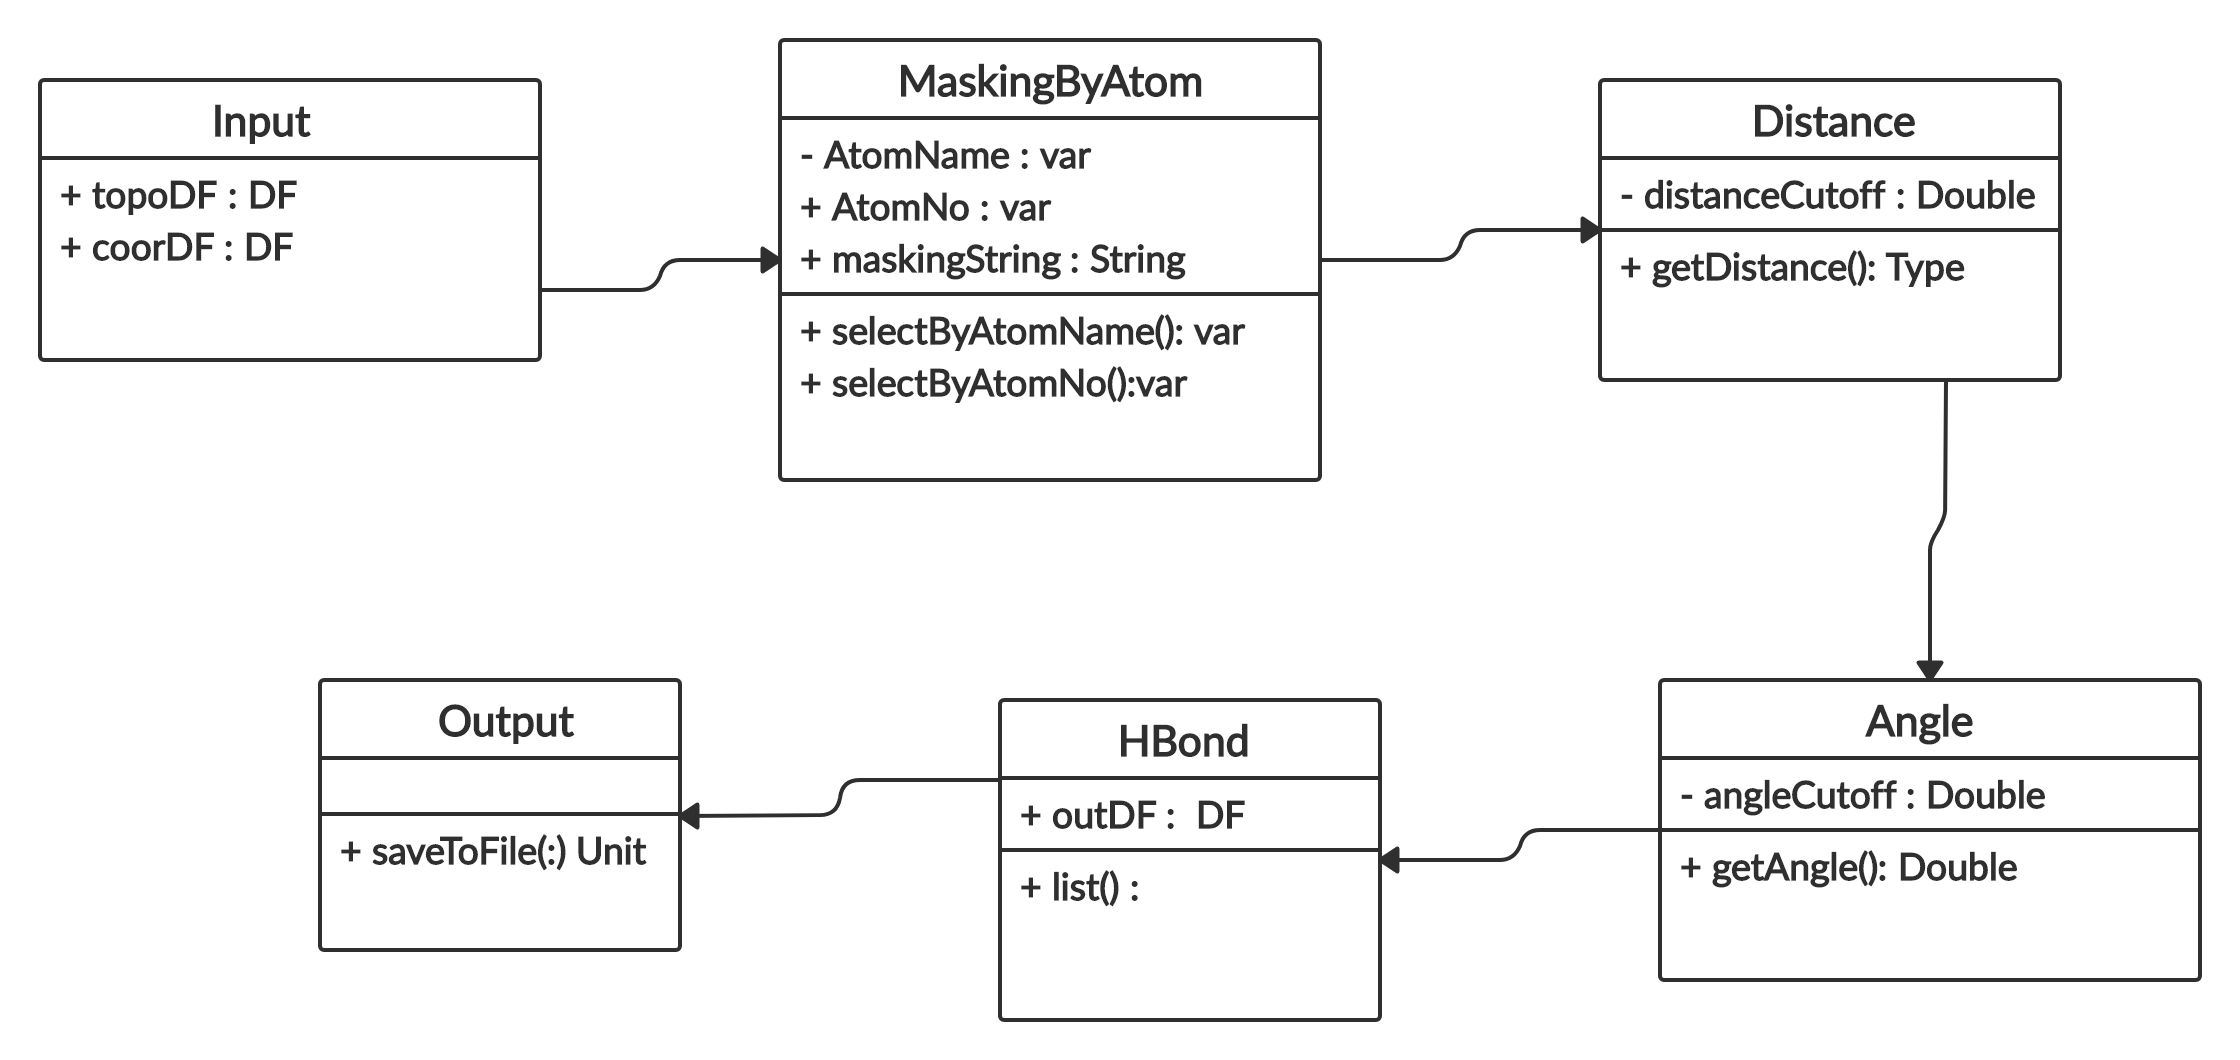 Input
+ topoDF : DF
+ coorDF : DF
MaskingByAtom
- AtomName : var
+ AtomNo : var
+ maskingString : String
+ selectByAtomName(): var
+ selectByAtomNo():var
Distance
- distanceCutoff : Double
+ getDistance(): Type
Output
+ saveToFile(:) Unit
HBond
+ outDF :  DF
+ list() :
Angle
- angleCutoff : Double
+ getAngle(): Double